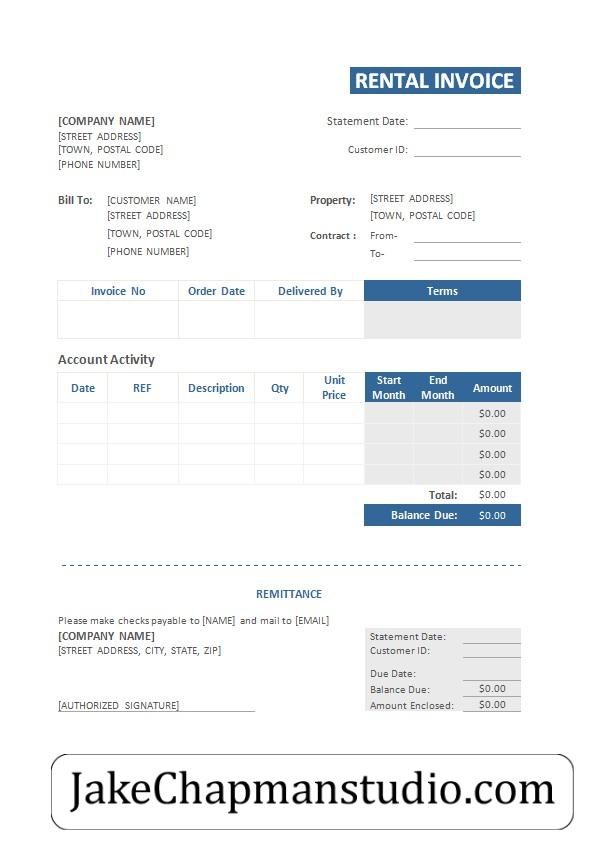 RENTAL INVOICE
[COMPANY NAME] Statement Date:
[STREET ADDRESS]
[TOWN, POSTAL CODE] Customer ID:
[PHONE NUMBER]
Bill To: [CUSTOMER NAME] Property: [STREET ADDRESS]
[STREET ADDRESS] [TOWN, POSTAL CODE]
[TOWN, POSTAL CODE] Contract : From-
[PHONE NUMBER] To-
Invoice No Order Date Delivered By Terms
Account Activity
Date REF Description Qty Unit Price Start Month End Month Amount
$0.00
$0.00
$0.00
$0.00
Total: $0.00
Balance Due: $0.00
REMITTANCE
Please make checks payable to [NAME] and mail to [EMAIL]
[COMPANY NAME] Statement Date:
[STREET ADDRESS, CITY, STATE, ZIP] Customer ID:
Due Date:
Balance Due: $0.00
[AUTHORIZED SIGNATURE] Amount Enclosed: $0.00
JakeChapmanstudio.com